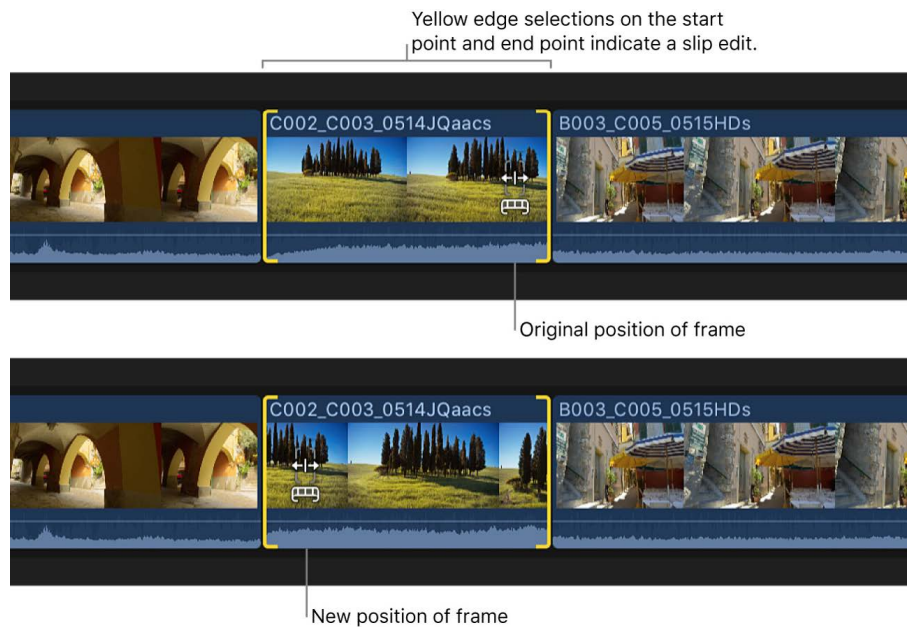 Yellow edge selections on the start
point and end point indicate a slip edit.
C002_C003_0514JQaacs
B003_C005_0515HDs
Original position of frame
C002_C003_0514JQaacs
B003_C005_0515HDs
New position of frame